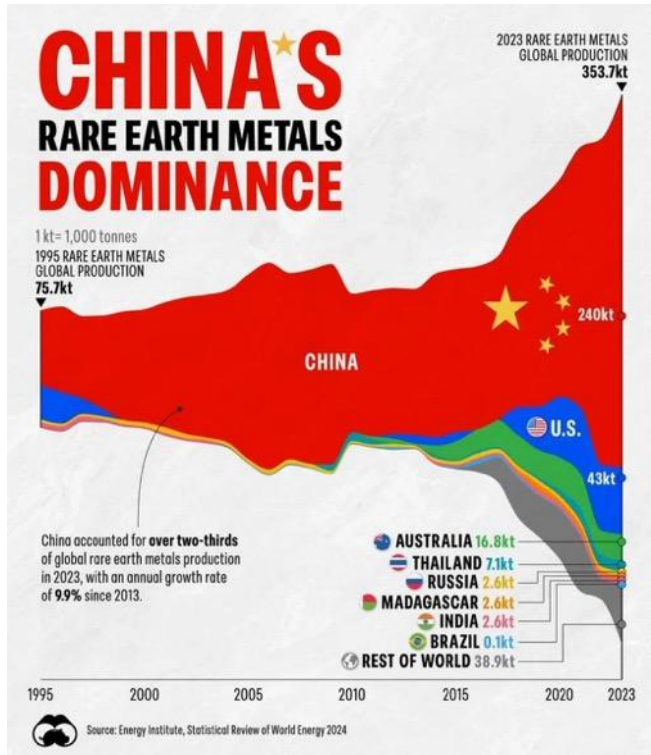 CHINA'S
RARE EARTH METALS
DOMINANCE
1 kt= 1,000 tonnes
1995 RARE EARTH METALS
GLOBAL PRODUCTION
75.7kt
2023 RARE EARTH METALS
GLOBAL PRODUCTION
353.7kt
240kt
CHINA
U.S.
43kt
China accounted for over two-thirds
of global rare earth metals production
in 2023, with an annual growth rate
of 9.9% since 2013.
AUSTRALIA 16.8kt
THAILAND 7.1kt
RUSSIA 2.6kt
MADAGASCAR 2.6kt
INDIA 2.6kt
BRAZIL 0.1kt
REST OF WORLD 38.9kt
1995 2000 2005 2010 2015 2020 2023
Source: Energy Institute, Statistical Review of World Energy 2024